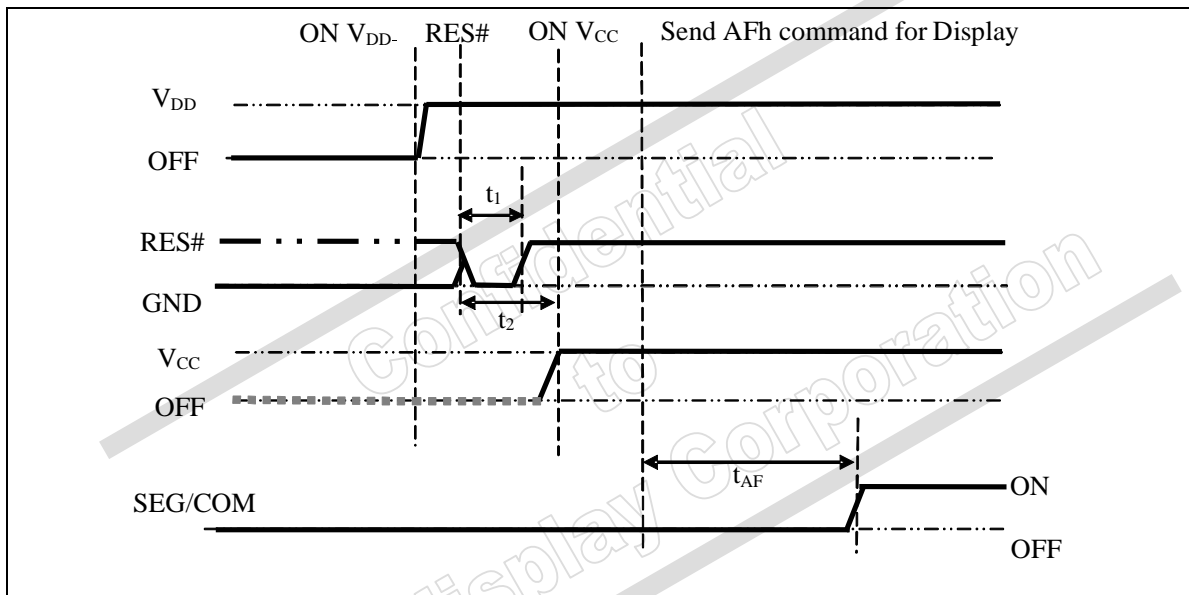 ON VDD- RES# ON VCC Send AFh command for Display
VDD
OFF
t1
RES#
GND
t2
VCC
OFF
tAF
SEG/COM
ON
OFF
Confidential
to
Display Corporation